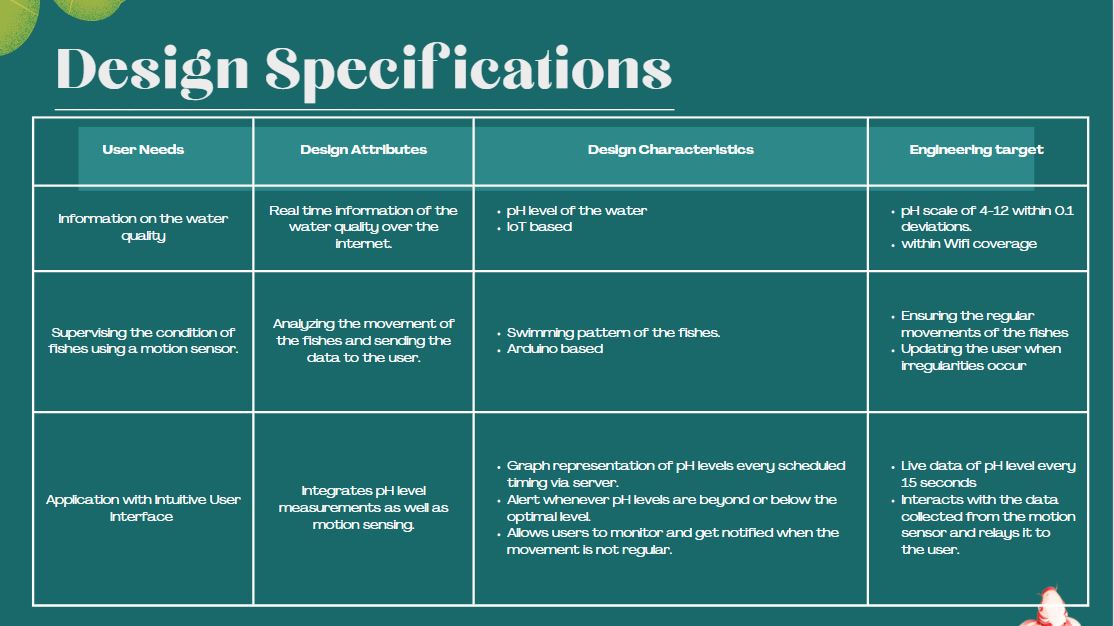 Design Specifications
User Needs
Design Attributes
Design Characteristics
Engineering target
Information on the water
quality
Real time information of the
water quality over the
internet.
• pH level of the water
• IoT based
• pH scale of 4-12 within 0.1
deviations.
• within Wifi coverage
Supervising the condition of
fishes using a motion sensor.
Analyzing the movement of
the fishes and sending the
data to the user.
• Swimming pattern of the fishes.
• Arduino based
• Ensuring the regular
movements of the fishes
• Updating the user when
irregularities occur
Application with Intuitive User
Interface
Integrates pH level
measurements as well as
motion sensing.
• Graph representation of pH levels every scheduled
timing via server.
• Alert whenever pH levels are beyond or below the
optimal level.
• Allows users to monitor and get notified when the
movement is not regular.
• Live data of pH level every
15 seconds
• Interacts with the data
collected from the motion
sensor and relays it to
the user.